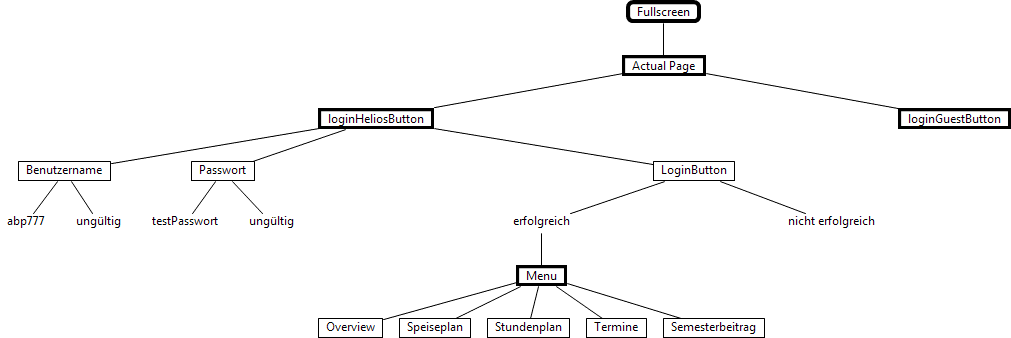 Fullscreen
Actual Page
loginHeliosButton
loginGuestButton
Benutzername
Passwort
LoginButton
abp777
ungültig
testPasswort
ungültig
erfolgreich
nicht erfolgreich
Menu
Overview
Speiseplan
Stundenplan
Termine
Semesterbeitrag